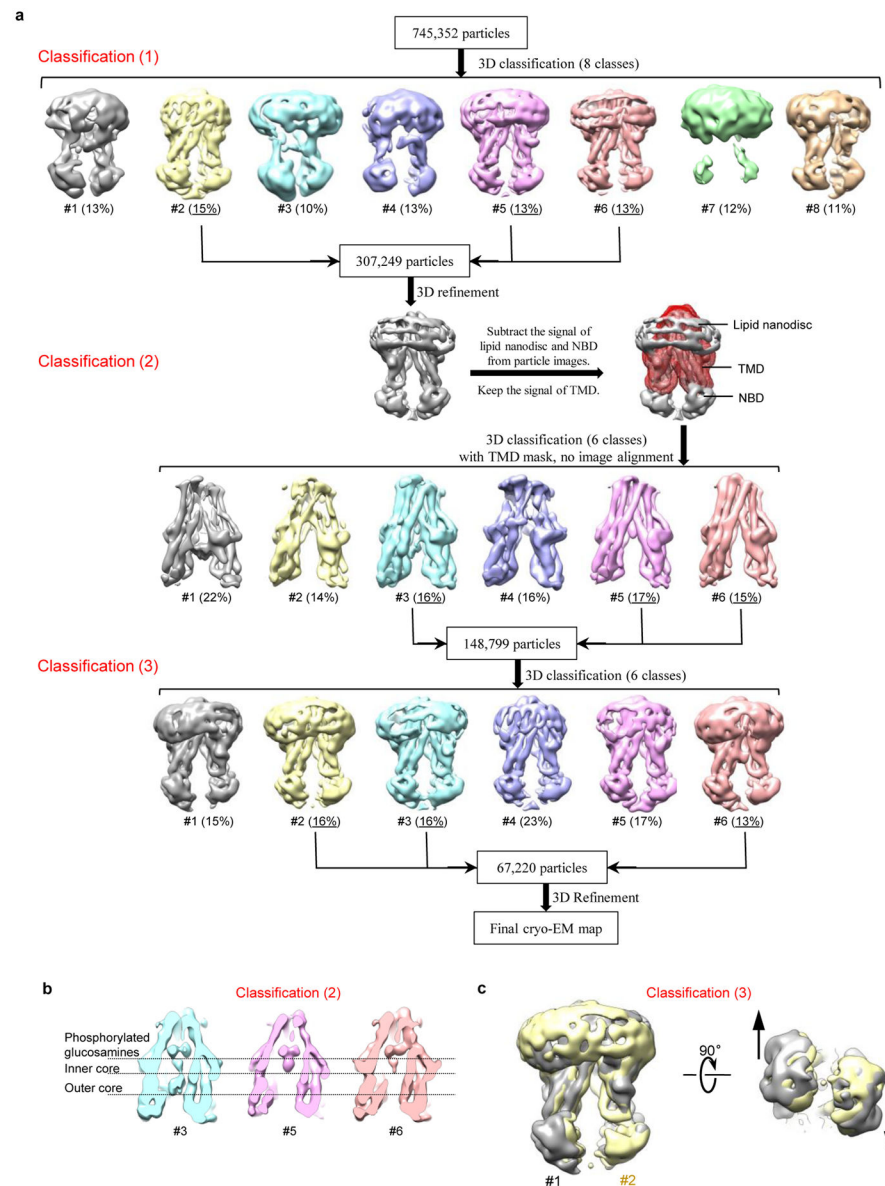 a
745,352 particles
Classification (1)
3D classification (8 classes)
#1 (13%)
#2 (15%)
#3 (10%)
#4 (13%)
#5 (13%)
#6 (13%)
#7 (12%)
#8 (11%)
307,249 particles
3D refinement
Classification (2)
Subtract the signal of
lipid nanodisc and NBD
from particle images.
Keep the signal of TMD.
Lipid nanodisc
TMD
NBD
3D classification (6 classes)
with TMD mask, no image alignment
#1 (22%)
#2 (14%)
#3 (16%)
#4 (16%)
#5 (17%)
#6 (15%)
148,799 particles
Classification (3)
3D classification (6 classes)
#1 (15%)
#2 (16%)
#3 (16%)
#4 (23%)
#5 (17%)
#6 (13%)
67,220 particles
3D Refinement
Final cryo-EM map
b
Classification (2)
Phosphorylated
glucosamines
Inner core
Outer core
#3
#5
#6
c
Classification (3)
90°
#1
#2